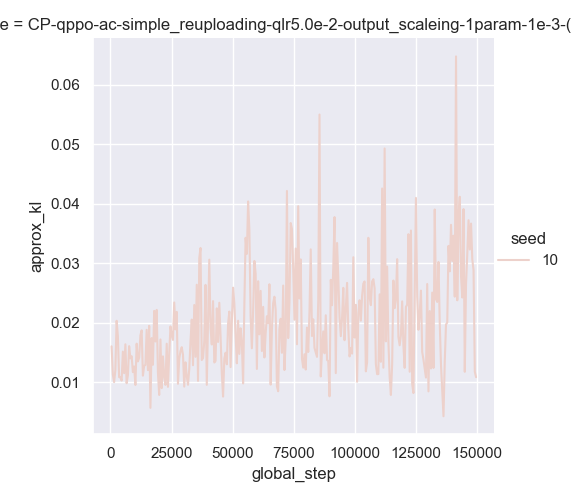 e = CP-qppo-ac-simple_reuploading-qlr5.0e-2-output_scaleing-1param-1e-3-(
0.06
0.05
0.04
0.03
0.02
0.01
approx_kl
0 25000 50000 75000 100000 125000 150000
global_step
seed
10